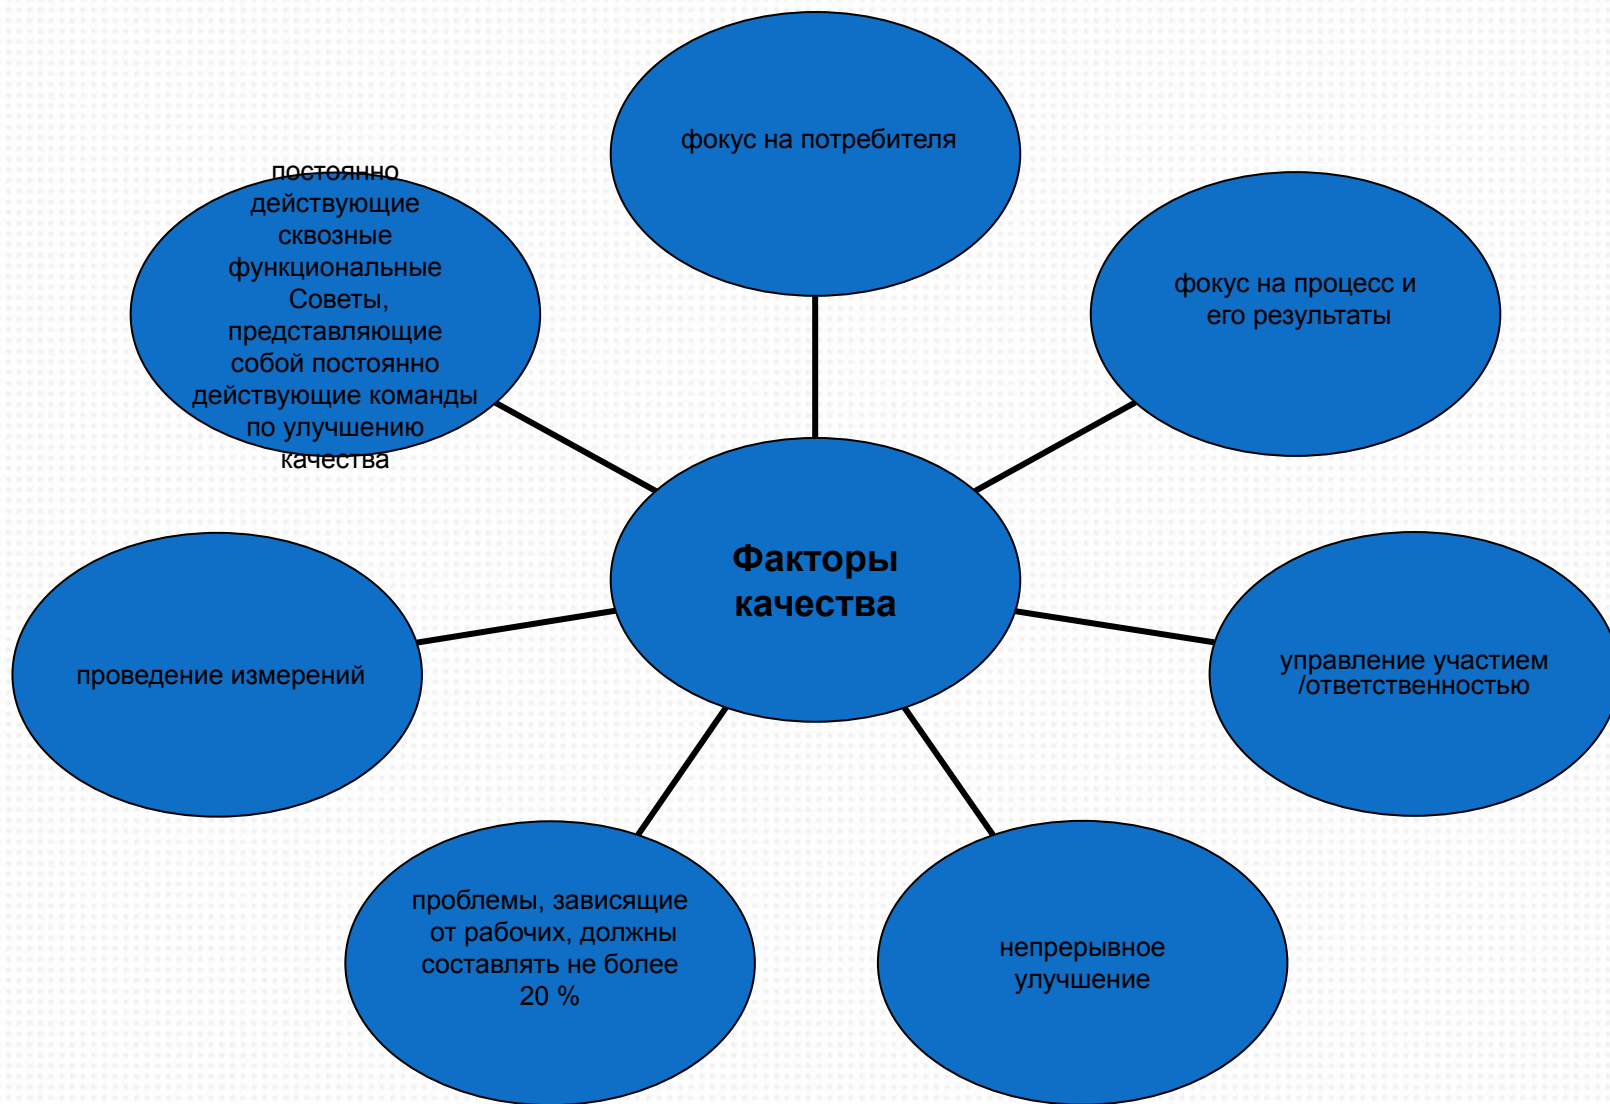 фокус на потребителя
постоянно
действующие
сквозные
функциональные
Советы,
представляющие
собой постоянно
действующие команды
по улучшению
качества
фокус на процесс и
его результаты
Факторы
качества
проведение измерений
управление участием
/ответственностью
проблемы, зависящие
от рабочих, должны
составлять не более
20 %
непрерывное
улучшение